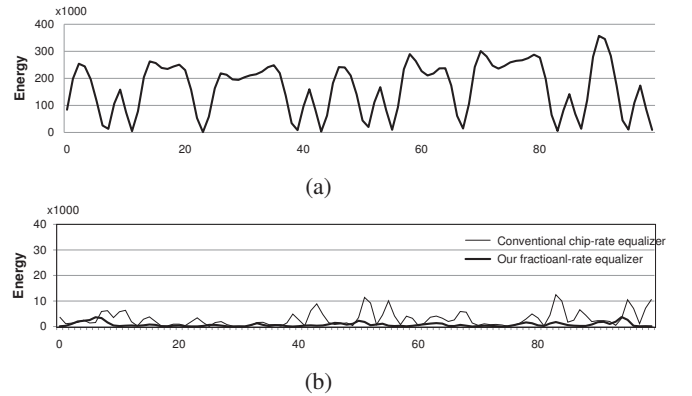 x1000
400
300
200
100
0
Energy
0 20 40 60 80
(a)
x1000
40
30
20
10
0
Energy
Conventional chip-rate equalizer
Our fractioanl-rate equalizer
0 20 40 60 80
(b)